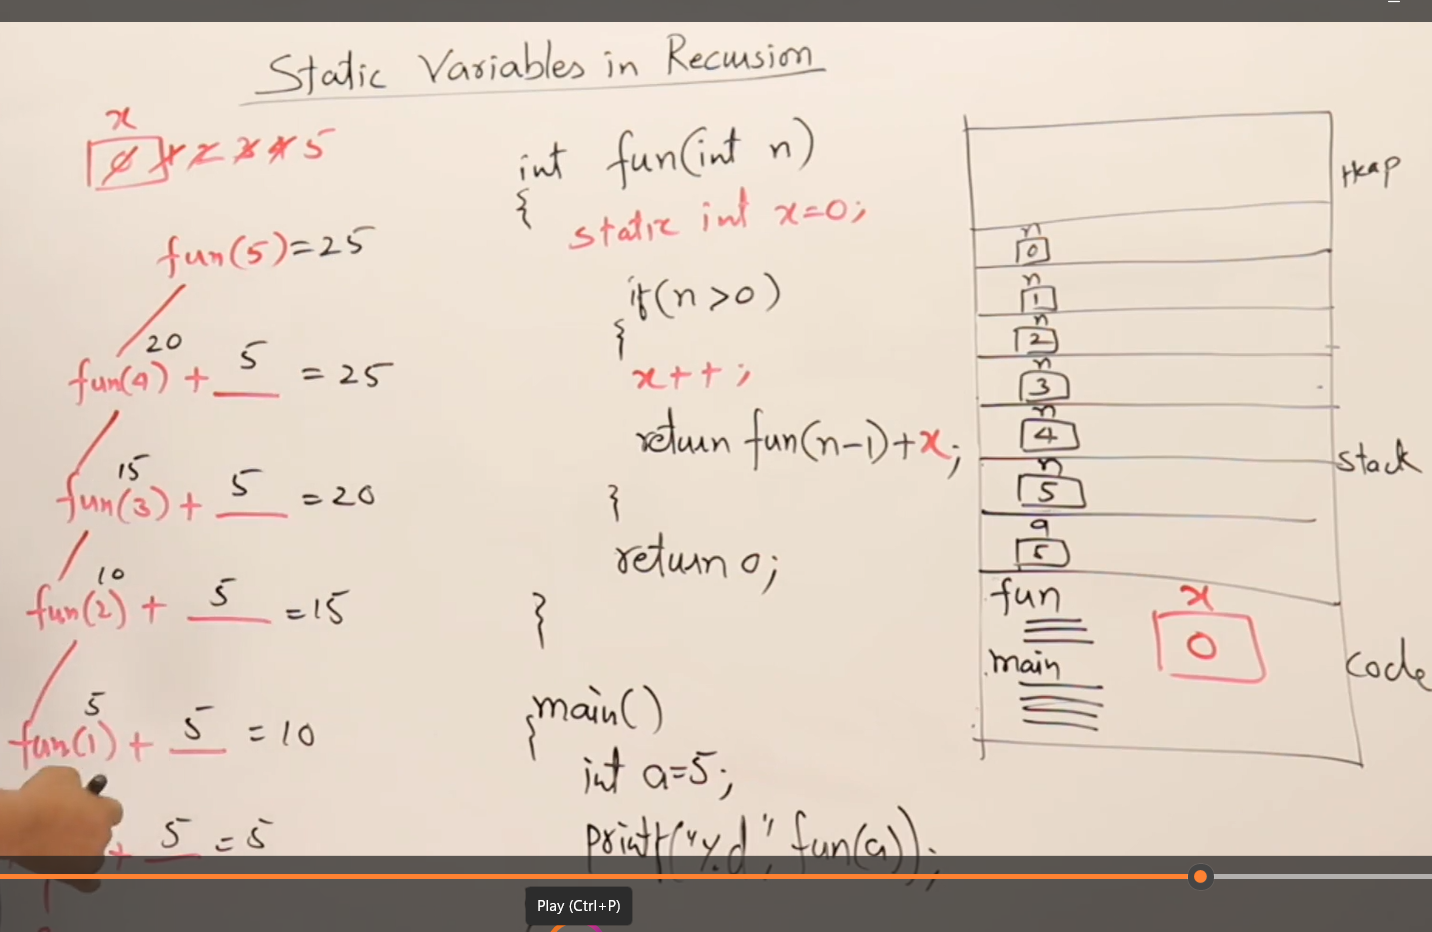 Static Variables in Recursion
x
0 1 2 3 4 5
fun(5)=25
20
fun(4) + 5 = 25
15
fun(3) + 5 = 20
10
fun(2) + 5 = 15
5
fun(1) + 5 = 10
+ 5 = 5
int fun(int n)
{
static int x=0;
if(n>0)
{
x++;
return fun(n-1)+x;
}
return 0;
}
main()
{
int a=5;
printf("%d", fun(a));
Heap
n
0
n
1
n
2
n
3
n
4
n
5
stack
a
5
fun
x
0
main
code
Play (Ctrl+P)